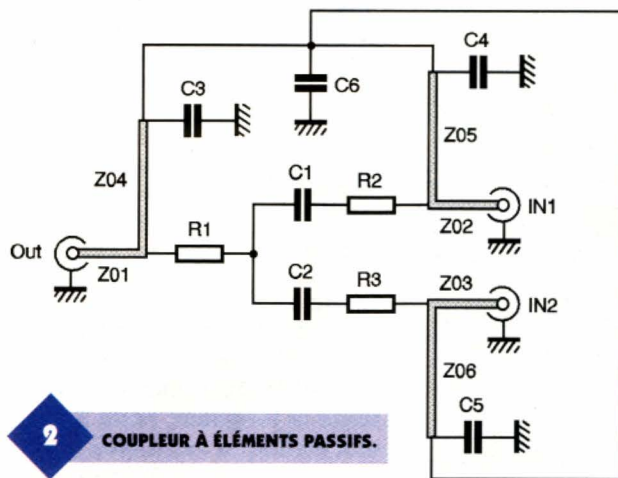 C4
C3
C6
Z05
Z04
C1
R2
IN1
Z02
R1
Out
Z01
C2
R3
Z03
IN2
Z06
C5
2
COUPLEUR À ÉLÉMENTS PASSIFS.